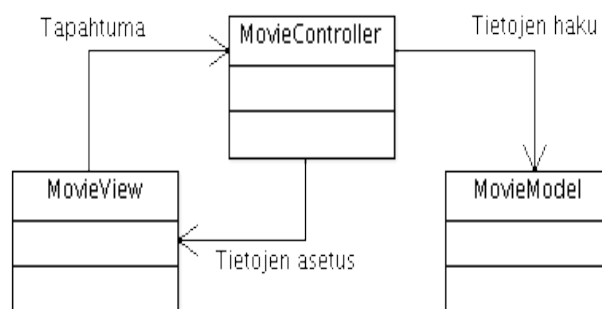 Tapahtuma
MovieController
Tietojen haku
MovieView
MovieModel
Tietojen asetus